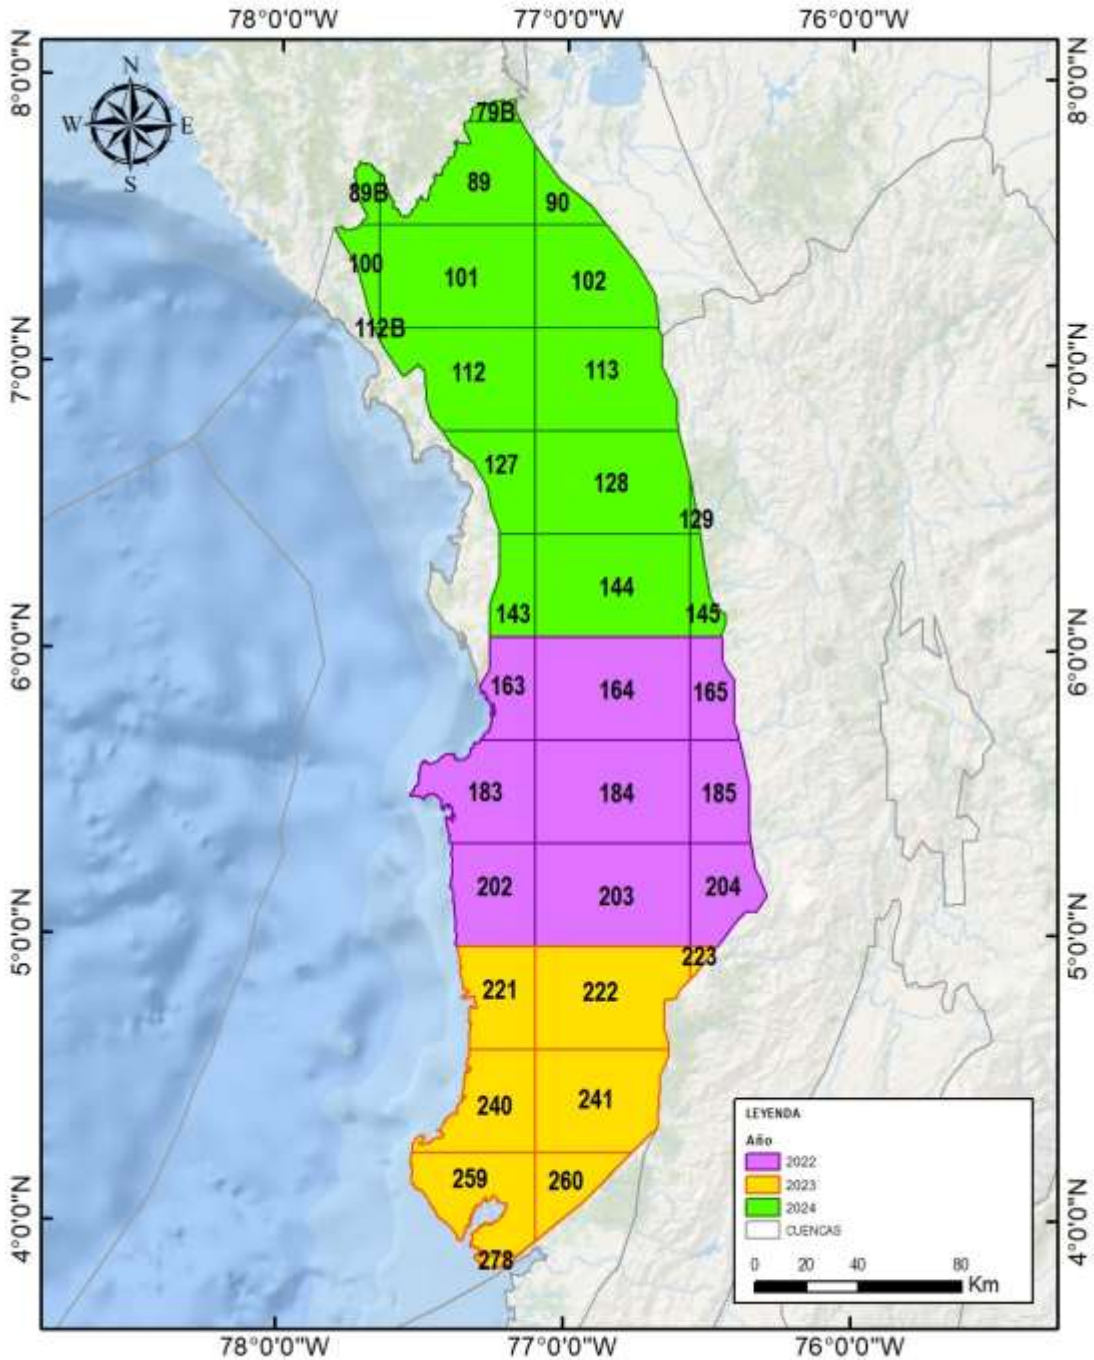 78°0'0"W 77°0'0"W 76°0'0"W
8°0'0"N 8°0'0"N
N
W E
S
79B
89B 89 90
100 101 102
112B
112 113
7°0'0"N 7°0'0"N
127 128
129
143 144 145
6°0'0"N 6°0'0"N
163 164 165
183 184 185
202 203 204
5°0'0"N 5°0'0"N
223
221 222
240 241
259 260
4°0'0"N 4°0'0"N
278
LEYENDA
Año
2022
2023
2024
CUENCAS
0 20 40 80
Km
78°0'0"W 77°0'0"W 76°0'0"W